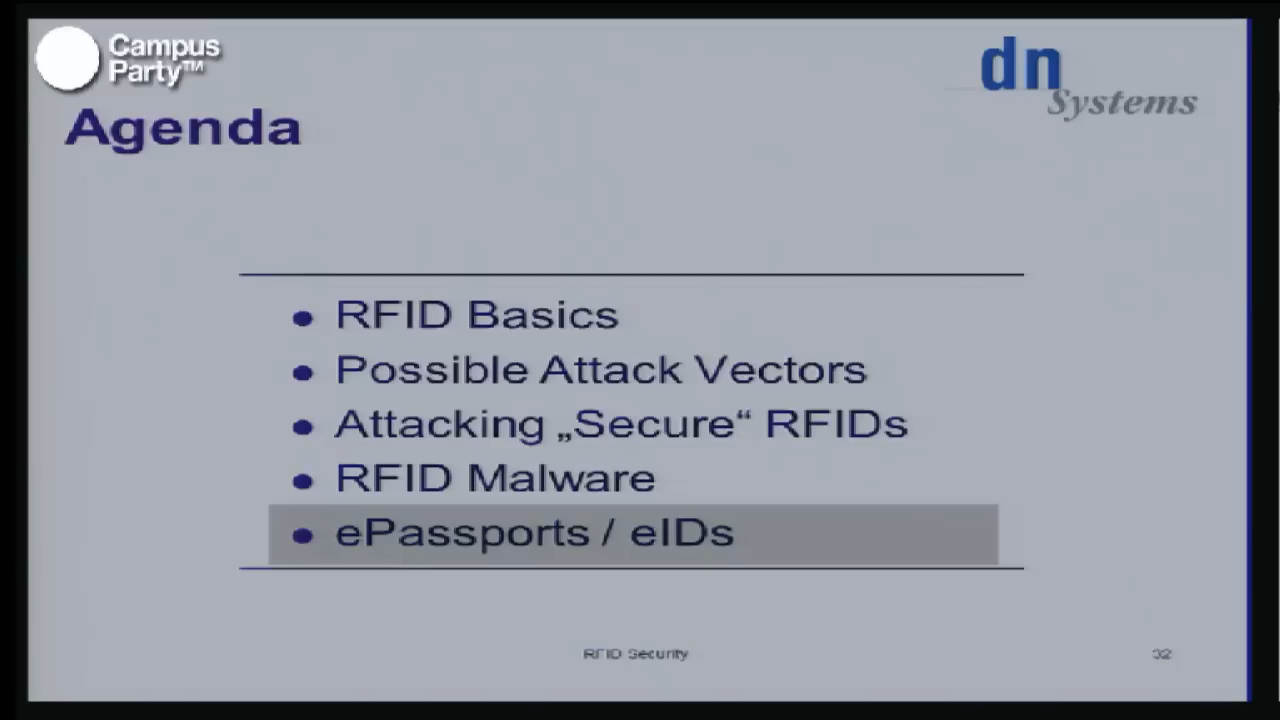 Campus
Party™
dn
Systems
Agenda
• RFID Basics
• Possible Attack Vectors
• Attacking „Secure“ RFIDs
• RFID Malware
• ePassports / eIDs
RFID Security
32